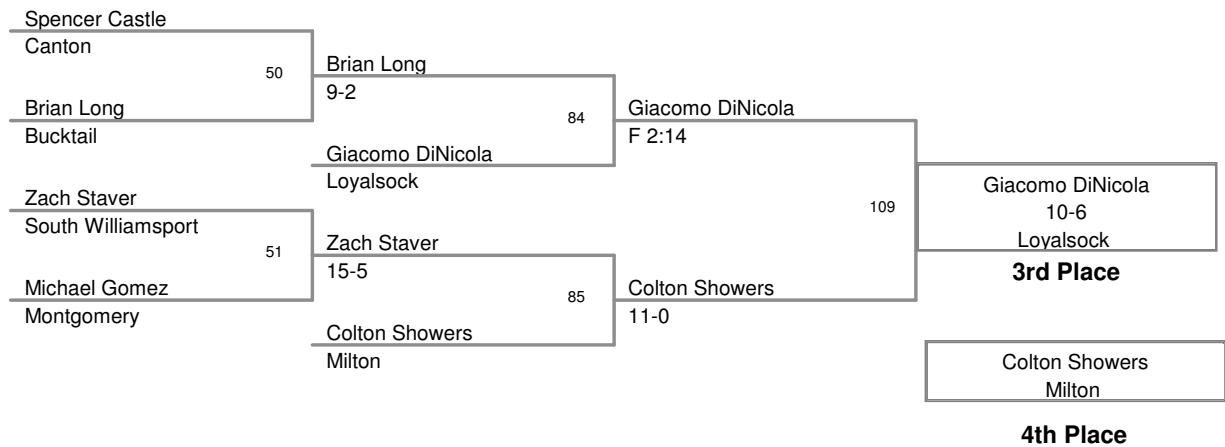 Spencer Castle
Canton
50
Brian Long
9-2
Brian Long
Bucktail
84
Giacomo DiNicola
F 2:14
Giacomo DiNicola
Loyalsock
Zach Staver
South Williamsport
51
Zach Staver
15-5
Michael Gomez
Montgomery
85
Colton Showers
11-0
Colton Showers
Milton
109
Giacomo DiNicola
10-6
Loyalsock
3rd Place
Colton Showers
Milton
4th Place